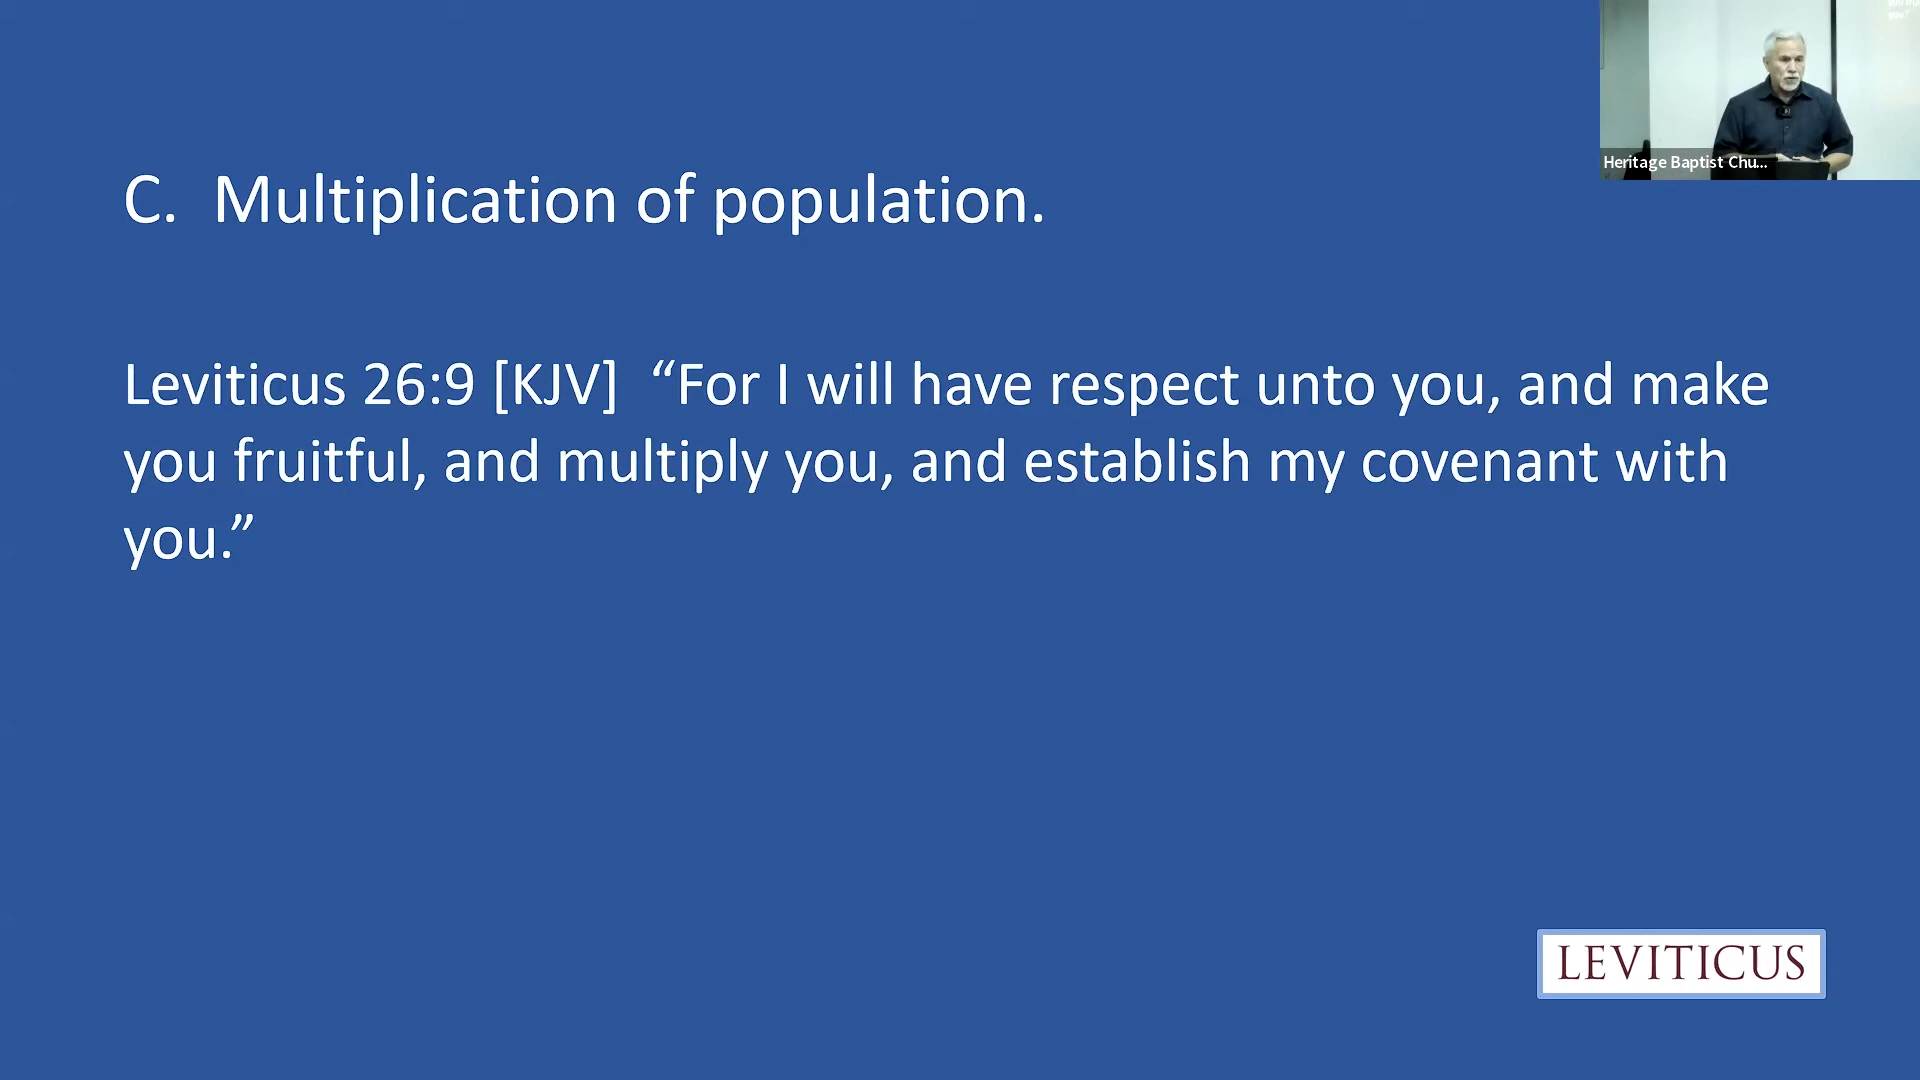 C. Multiplication of population.
Leviticus 26:9 [KJV] “For I will have respect unto you, and make
you fruitful, and multiply you, and establish my covenant with
you.”
Heritage Baptist Chu...
LEVITICUS